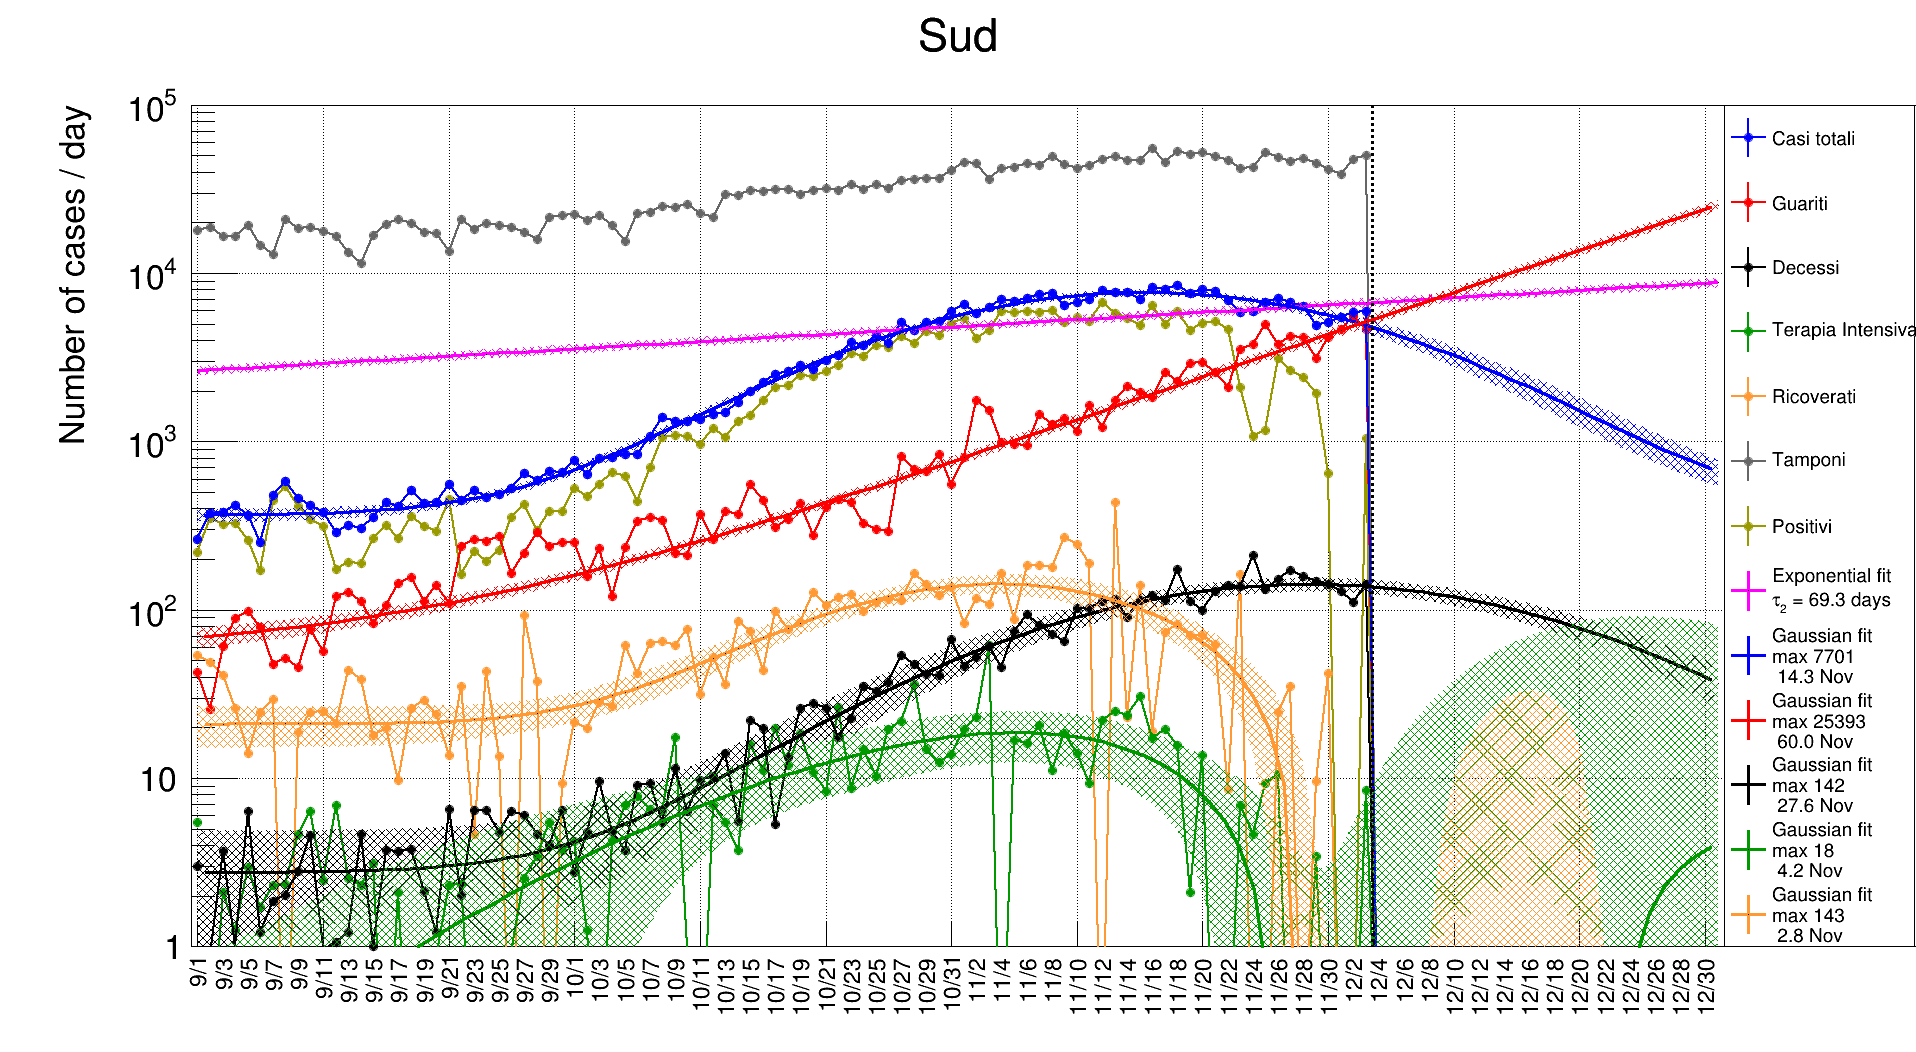 Sud
Number of cases / day
10^5
10^4
10^3
10^2
10
1
9/1
9/3
9/5
9/7
9/9
9/11
9/13
9/15
9/17
9/19
9/21
9/23
9/25
9/27
9/29
10/1
10/3
10/5
10/7
10/9
10/11
10/13
10/15
10/17
10/19
10/21
10/23
10/25
10/27
10/29
10/31
11/2
11/4
11/6
11/8
11/10
11/12
11/14
11/16
11/18
11/20
11/22
11/24
11/26
11/28
11/30
12/2
12/4
12/6
12/8
12/10
12/12
12/14
12/16
12/18
12/20
12/22
12/24
12/26
12/28
12/30
Casi totali
Guariti
Decessi
Terapia Intensiva
Ricoverati
Tamponi
Positivi
Exponential fit
τ₂ = 69.3 days
Gaussian fit
max 7701
14.3 Nov
Gaussian fit
max 25393
60.0 Nov
Gaussian fit
max 142
27.6 Nov
Gaussian fit
max 18
4.2 Nov
Gaussian fit
max 143
2.8 Nov